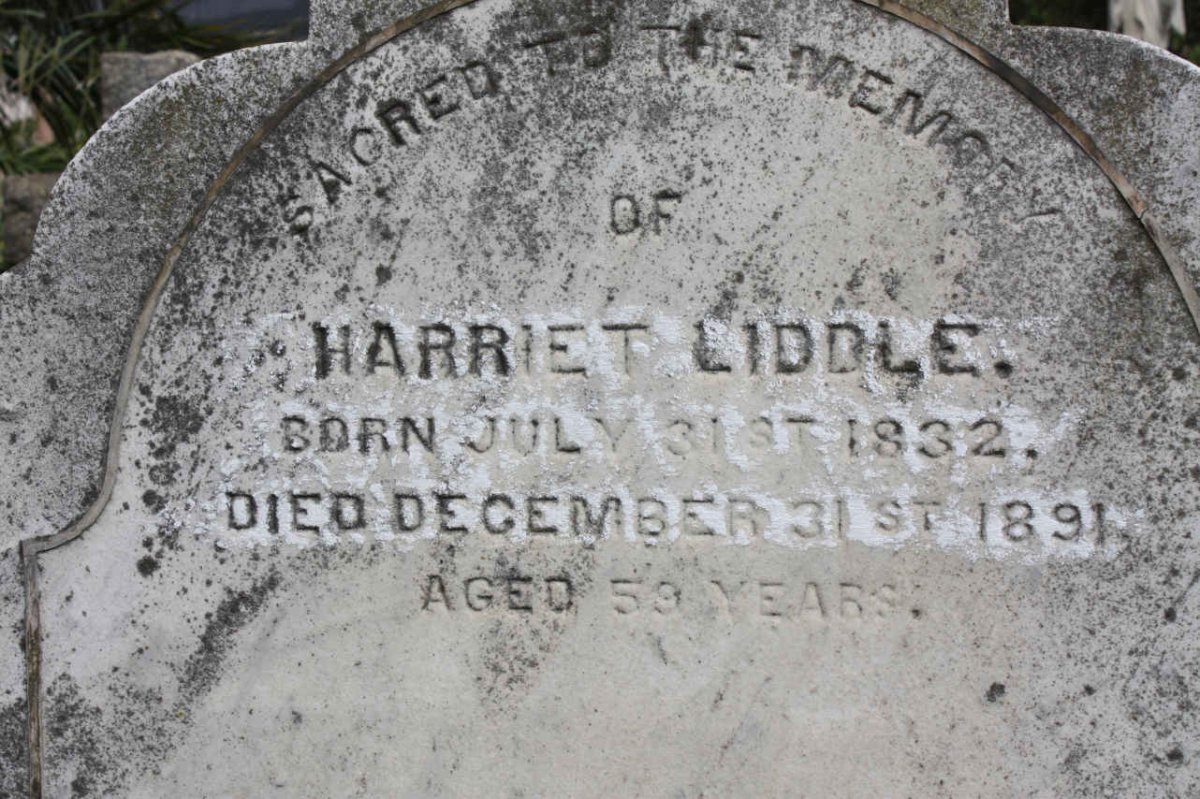 SACRED TO THE MEMORY
OF
HARRIET LIDDLE.
BORN JULY 31ST 1832,
DIED DECEMBER 31ST 1891.
AGED 59 YEARS.